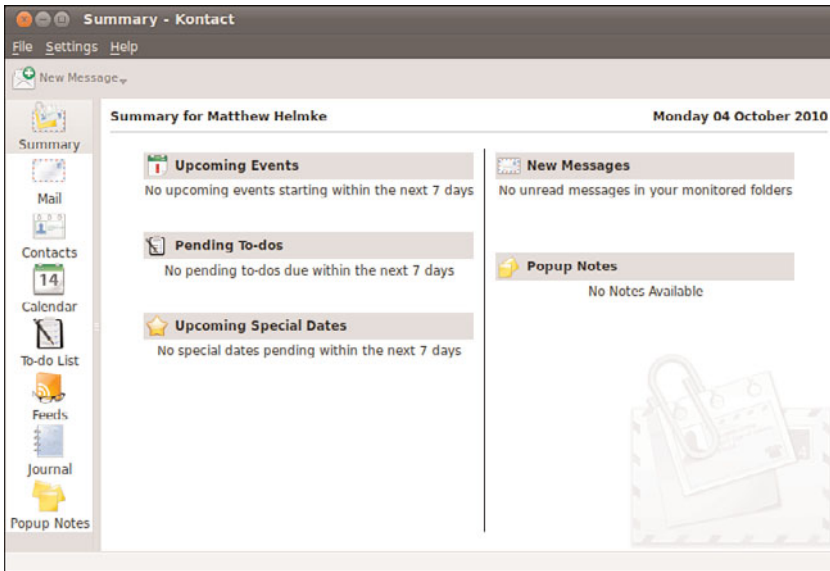 Summary - Kontact
File Settings Help
New Message
Summary
Mail
Contacts
14
Calendar
To-do List
Feeds
Journal
Popup Notes
Summary for Matthew Helmke Monday 04 October 2010
Upcoming Events
No upcoming events starting within the next 7 days
Pending To-dos
No pending to-dos due within the next 7 days
Upcoming Special Dates
No special dates pending within the next 7 days
New Messages
No unread messages in your monitored folders
Popup Notes
No Notes Available